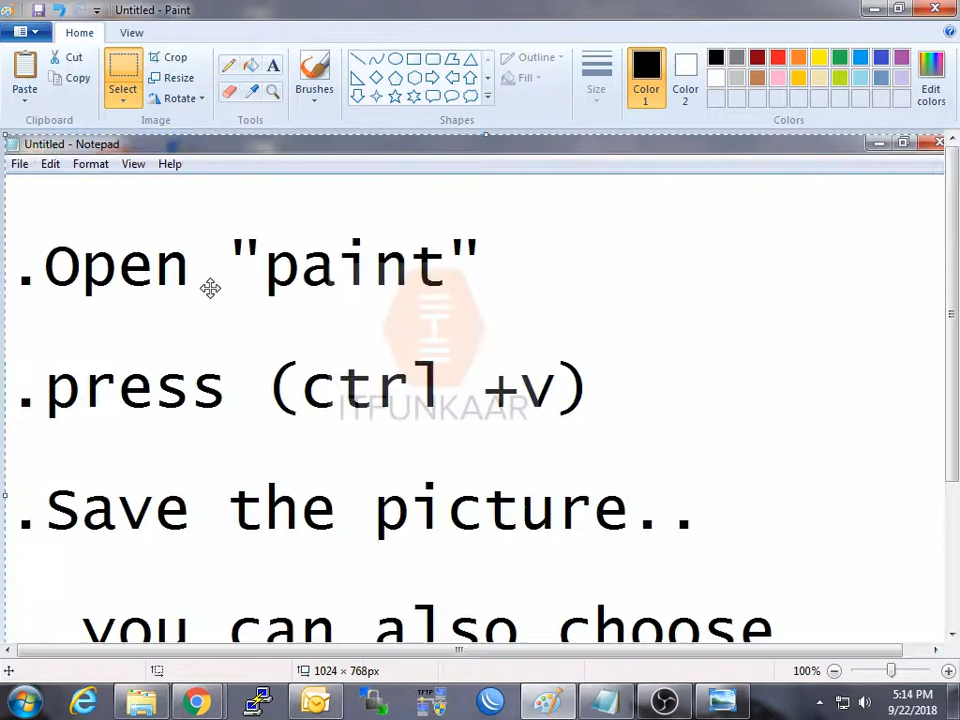 Untitled - Paint
Home View
Paste
Cut
Copy
Clipboard
Select
Crop
Resize
Rotate
Image
A
Tools
Brushes
Outline
Fill
Shapes
Size
Color 1
Color 2
Edit colors
Colors
Untitled - Notepad
File Edit Format View Help
.Open "paint"
.press (ctrl +v)
ITFUNKAAR
.Save the picture..
you can also choose
1024 × 768px
100%
TFTP
5:14 PM
9/22/2018